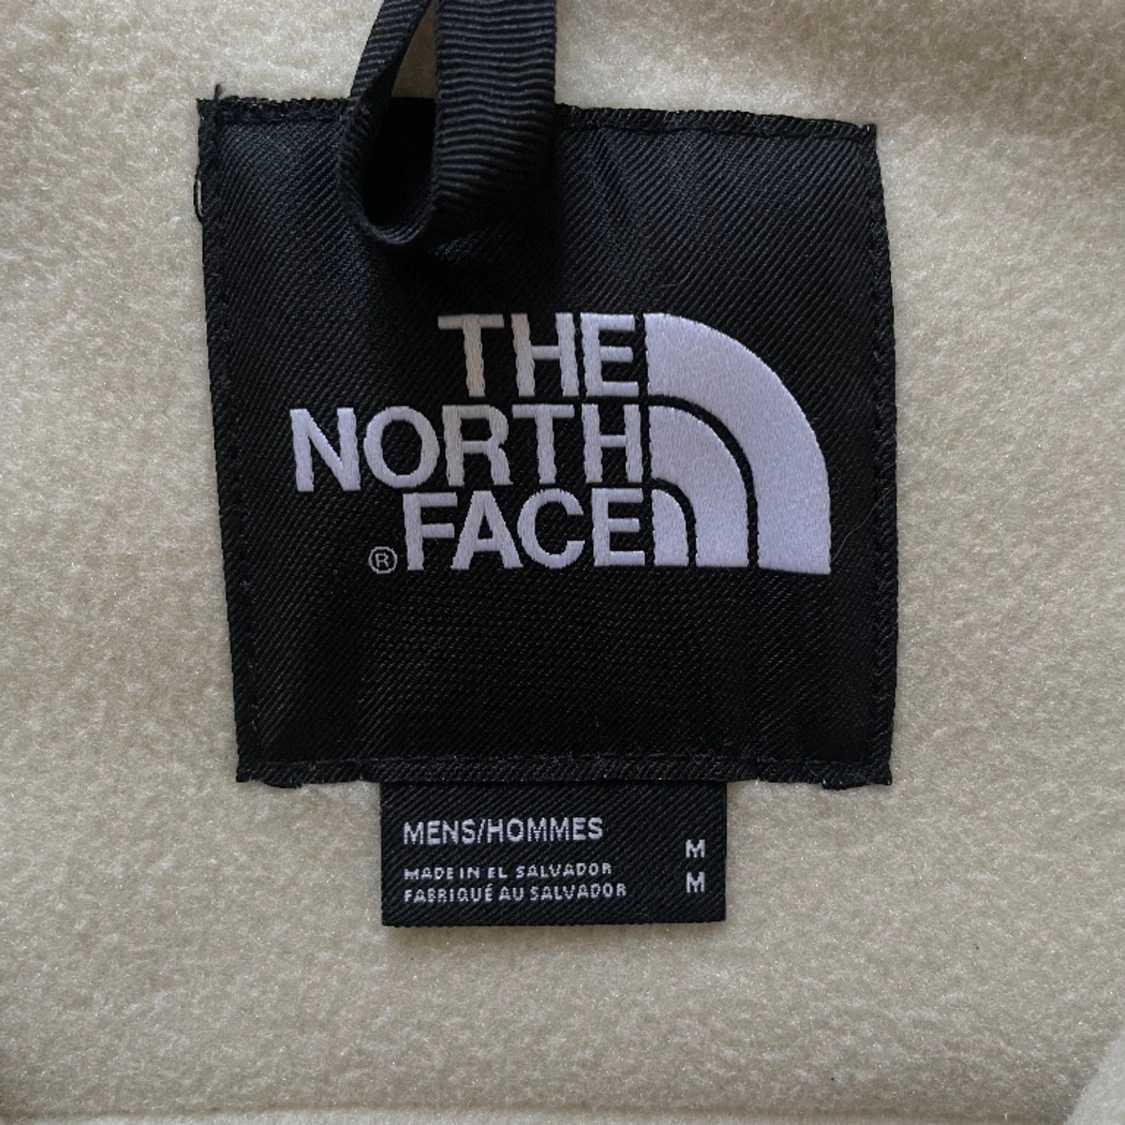 THE
NORTH
® FACE
MENS/HOMMES M
MADE IN EL SALVADOR
FABRIQUÉ AU SALVADOR M